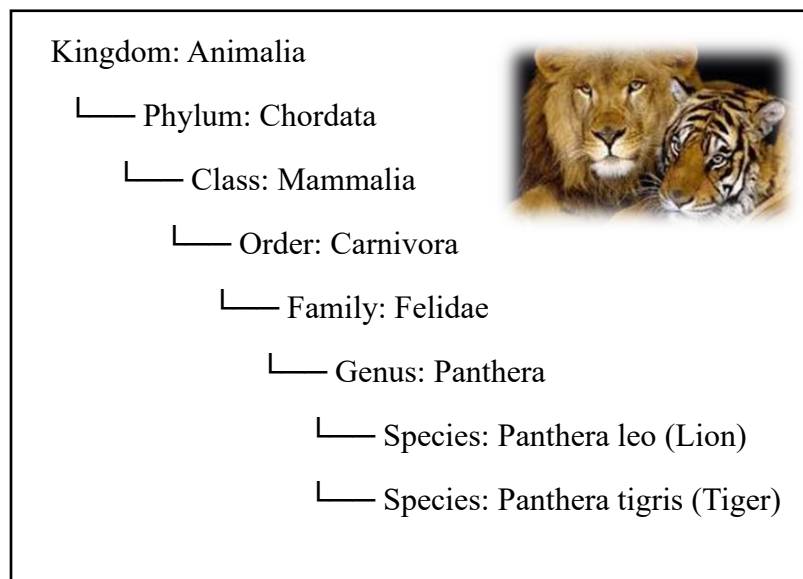 Kingdom: Animalia
└── Phylum: Chordata
└── Class: Mammalia
└── Order: Carnivora
└── Family: Felidae
└── Genus: Panthera
└── Species: Panthera leo (Lion)
└── Species: Panthera tigris (Tiger)